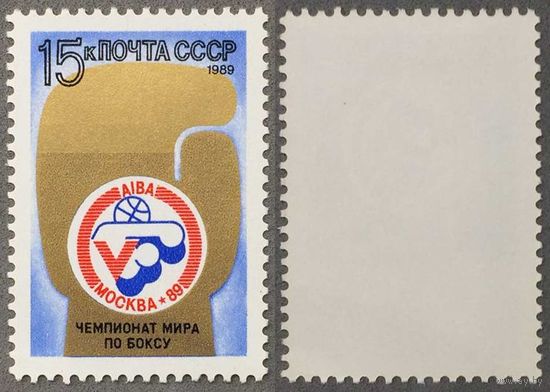 15к ПОЧТА СССР
1989
AIBA
МОСКВА ★ 89
ЧЕМПИОНАТ МИРА
ПО БОКСУ